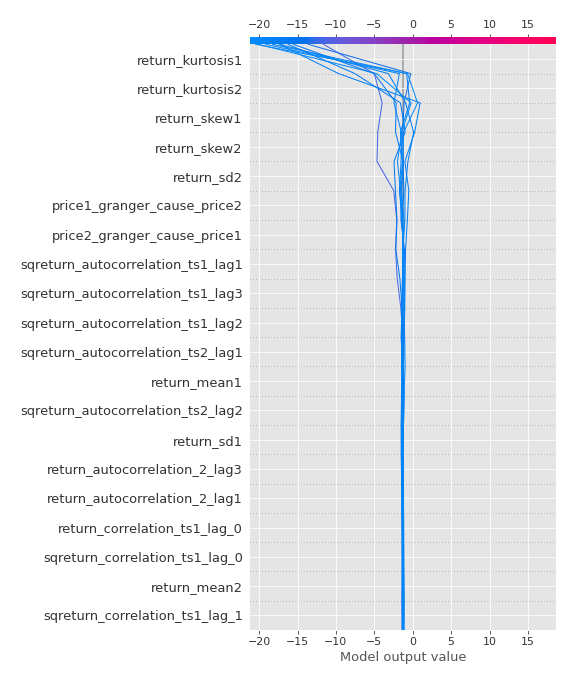 −20 −15 −10 −5 0 5 10 15
return_kurtosis1
return_kurtosis2
return_skew1
return_skew2
return_sd2
price1_granger_cause_price2
price2_granger_cause_price1
sqreturn_autocorrelation_ts1_lag1
sqreturn_autocorrelation_ts1_lag3
sqreturn_autocorrelation_ts1_lag2
sqreturn_autocorrelation_ts2_lag1
return_mean1
sqreturn_autocorrelation_ts2_lag2
return_sd1
return_autocorrelation_2_lag3
return_autocorrelation_2_lag1
return_correlation_ts1_lag_0
sqreturn_correlation_ts1_lag_0
return_mean2
sqreturn_correlation_ts1_lag_1
−20 −15 −10 −5 0 5 10 15
Model output value